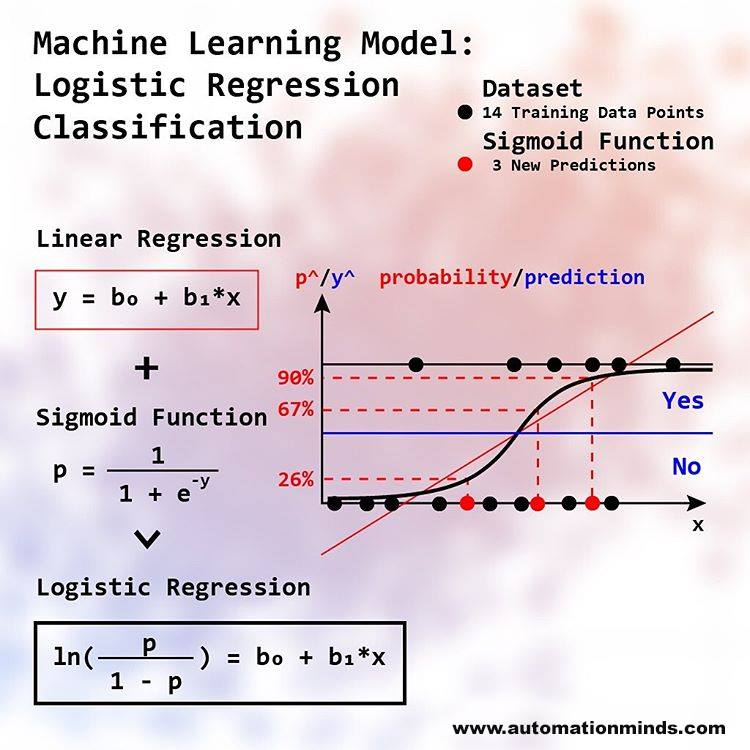 Machine Learning Model:
Logistic Regression
Classification
Dataset
14 Training Data Points
Sigmoid Function
3 New Predictions
Linear Regression
y = b₀ + b₁*x
+
Sigmoid Function
p = 1 / 1 + e^-y
Logistic Regression
ln( p / 1 - p ) = b₀ + b₁*x
p^/y^ probability/prediction
90%
67%
26%
Yes
No
x
www.automationminds.com